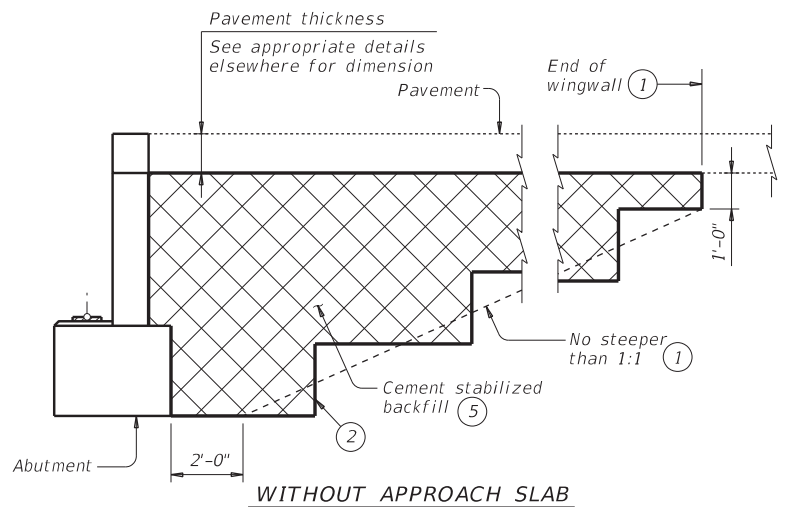 Pavement thickness
See appropriate details
elsewhere for dimension
End of
wingwall 1
Pavement
1'-0"
No steeper
than 1:1 1
Cement stabilized
backfill 5
2
2'-0"
Abutment
WITHOUT APPROACH SLAB